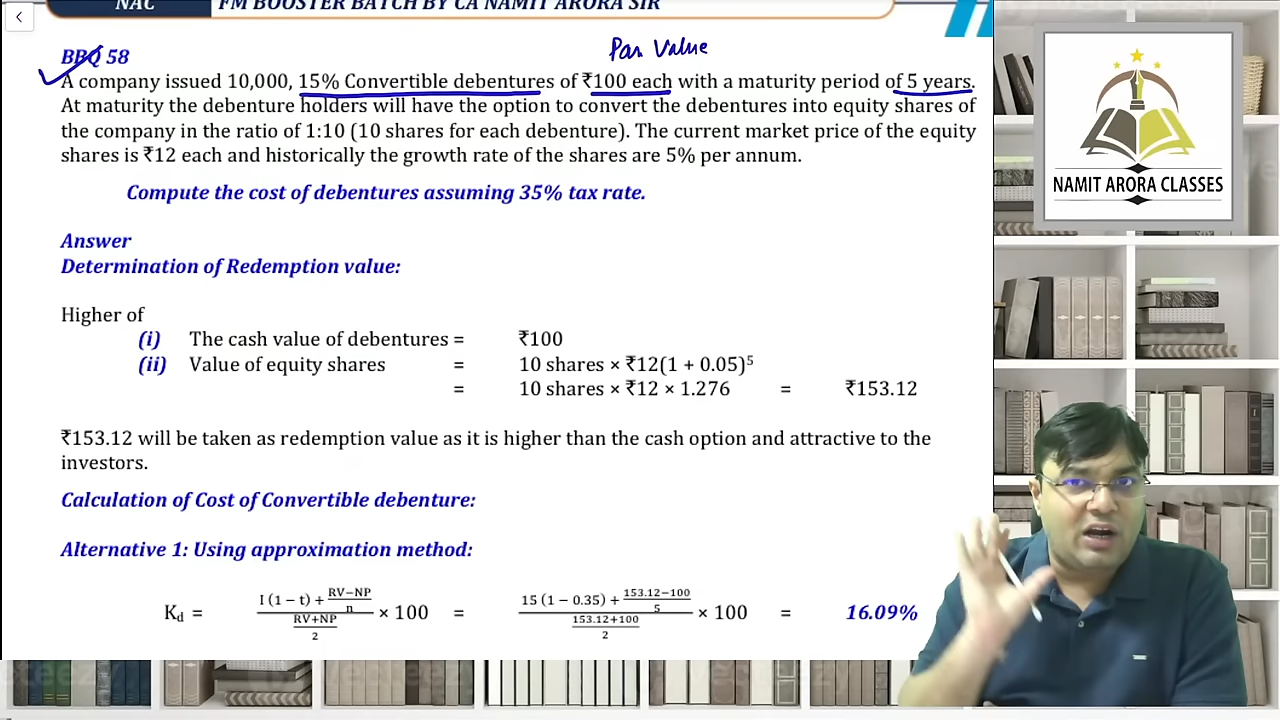 NAC FM BOOSTER BATCH BY CA NAMIT ARORA SIR
Par Value
BBQ 58
A company issued 10,000, 15% Convertible debentures of ₹100 each with a maturity period of 5 years.
At maturity the debenture holders will have the option to convert the debentures into equity shares of
the company in the ratio of 1:10 (10 shares for each debenture). The current market price of the equity
shares is ₹12 each and historically the growth rate of the shares are 5% per annum.
Compute the cost of debentures assuming 35% tax rate.
Answer
Determination of Redemption value:
Higher of
(i) The cash value of debentures = ₹100
(ii) Value of equity shares = 10 shares × ₹12(1 + 0.05)⁵
= 10 shares × ₹12 × 1.276 = ₹153.12
₹153.12 will be taken as redemption value as it is higher than the cash option and attractive to the
investors.
Calculation of Cost of Convertible debenture:
Alternative 1: Using approximation method:
I (1 − t) + RV−NP 15 (1 − 0.35) + 153.12−100
n 5
K_d = × 100 = × 100 = 16.09%
RV+NP 153.12+100
2 2
NAMIT ARORA CLASSES